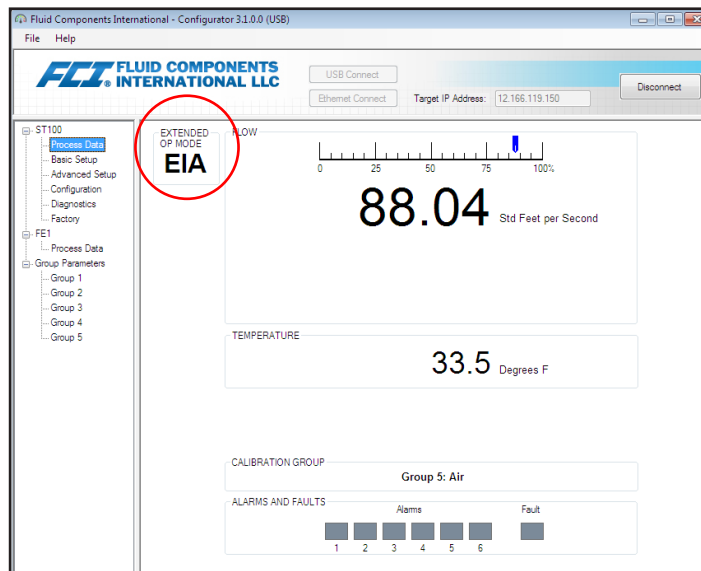 Fluid Components International - Configurator 3.1.0.0 (USB)
File Help
FCI FLUID COMPONENTS
® INTERNATIONAL LLC
USB Connect
Ethernet Connect
Target IP Address: 12.166.119.150
Disconnect
ST100
Process Data
Basic Setup
Advanced Setup
Configuration
Diagnostics
Factory
FE1
Process Data
Group Parameters
Group 1
Group 2
Group 3
Group 4
Group 5
EXTENDED
OP MODE
EIA
FLOW
0 25 50 75 100%
88.04 Std Feet per Second
TEMPERATURE
33.5 Degrees F
CALIBRATION GROUP
Group 5: Air
ALARMS AND FAULTS
Alarms Fault
1 2 3 4 5 6